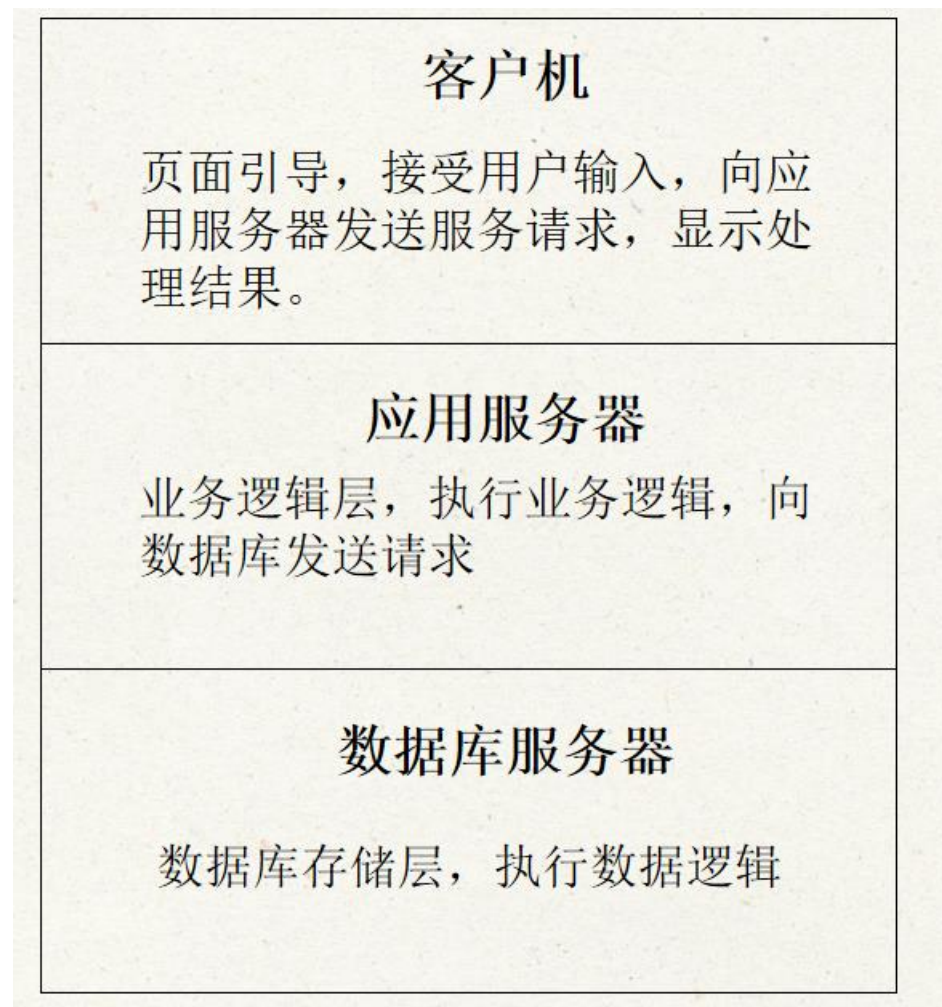 客户机
页面引导，接受用户输入，向应
用服务器发送服务请求，显示处
理结果。
应用服务器
业务逻辑层，执行业务逻辑，向
数据库发送请求
数据库服务器
数据库存储层，执行数据逻辑